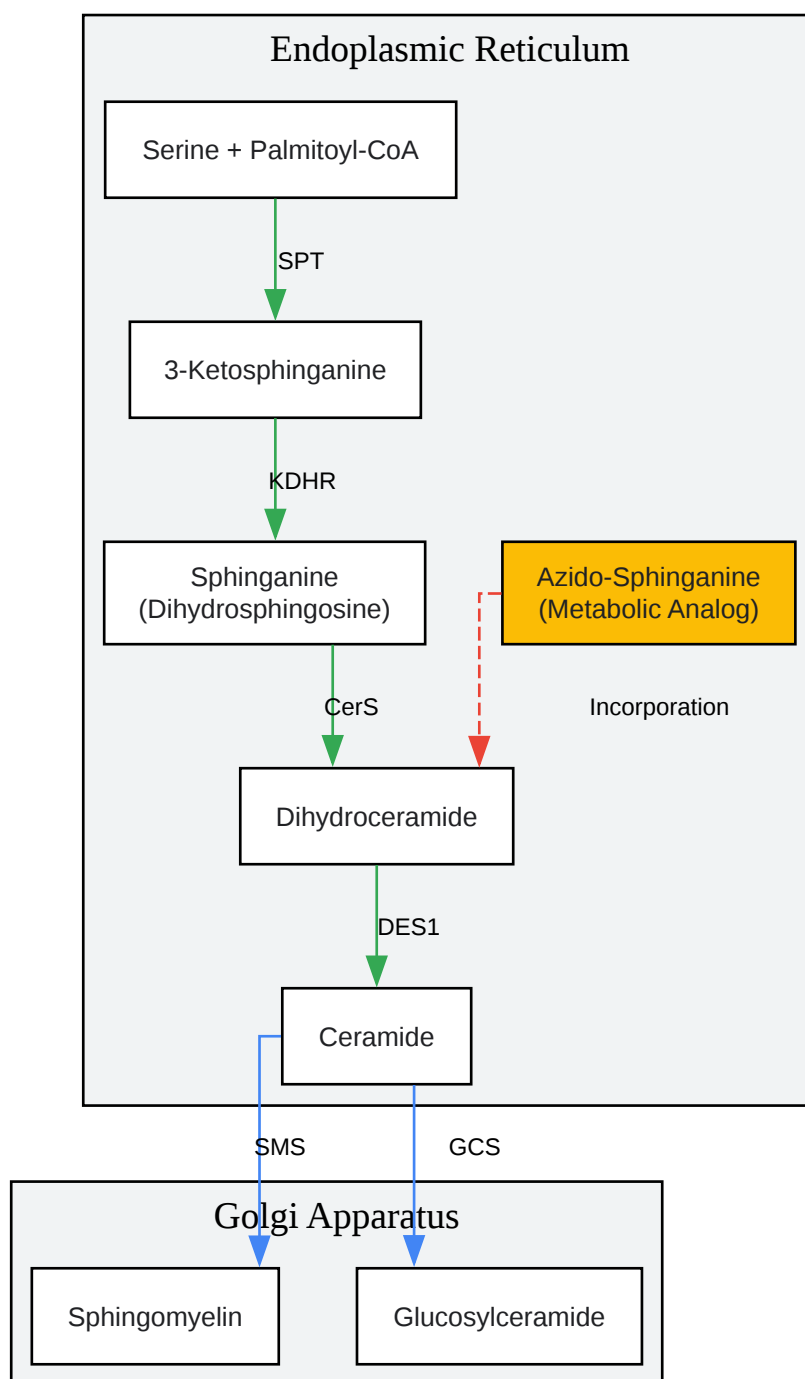 Endoplasmic Reticulum
Serine + Palmitoyl-CoA
SPT
3-Ketosphinganine
KDHR
Sphinganine
(Dihydrosphingosine)
Azido-Sphinganine
(Metabolic Analog)
CerS
Incorporation
Dihydroceramide
DES1
Ceramide
SMS
GCS
Golgi Apparatus
Sphingomyelin
Glucosylceramide